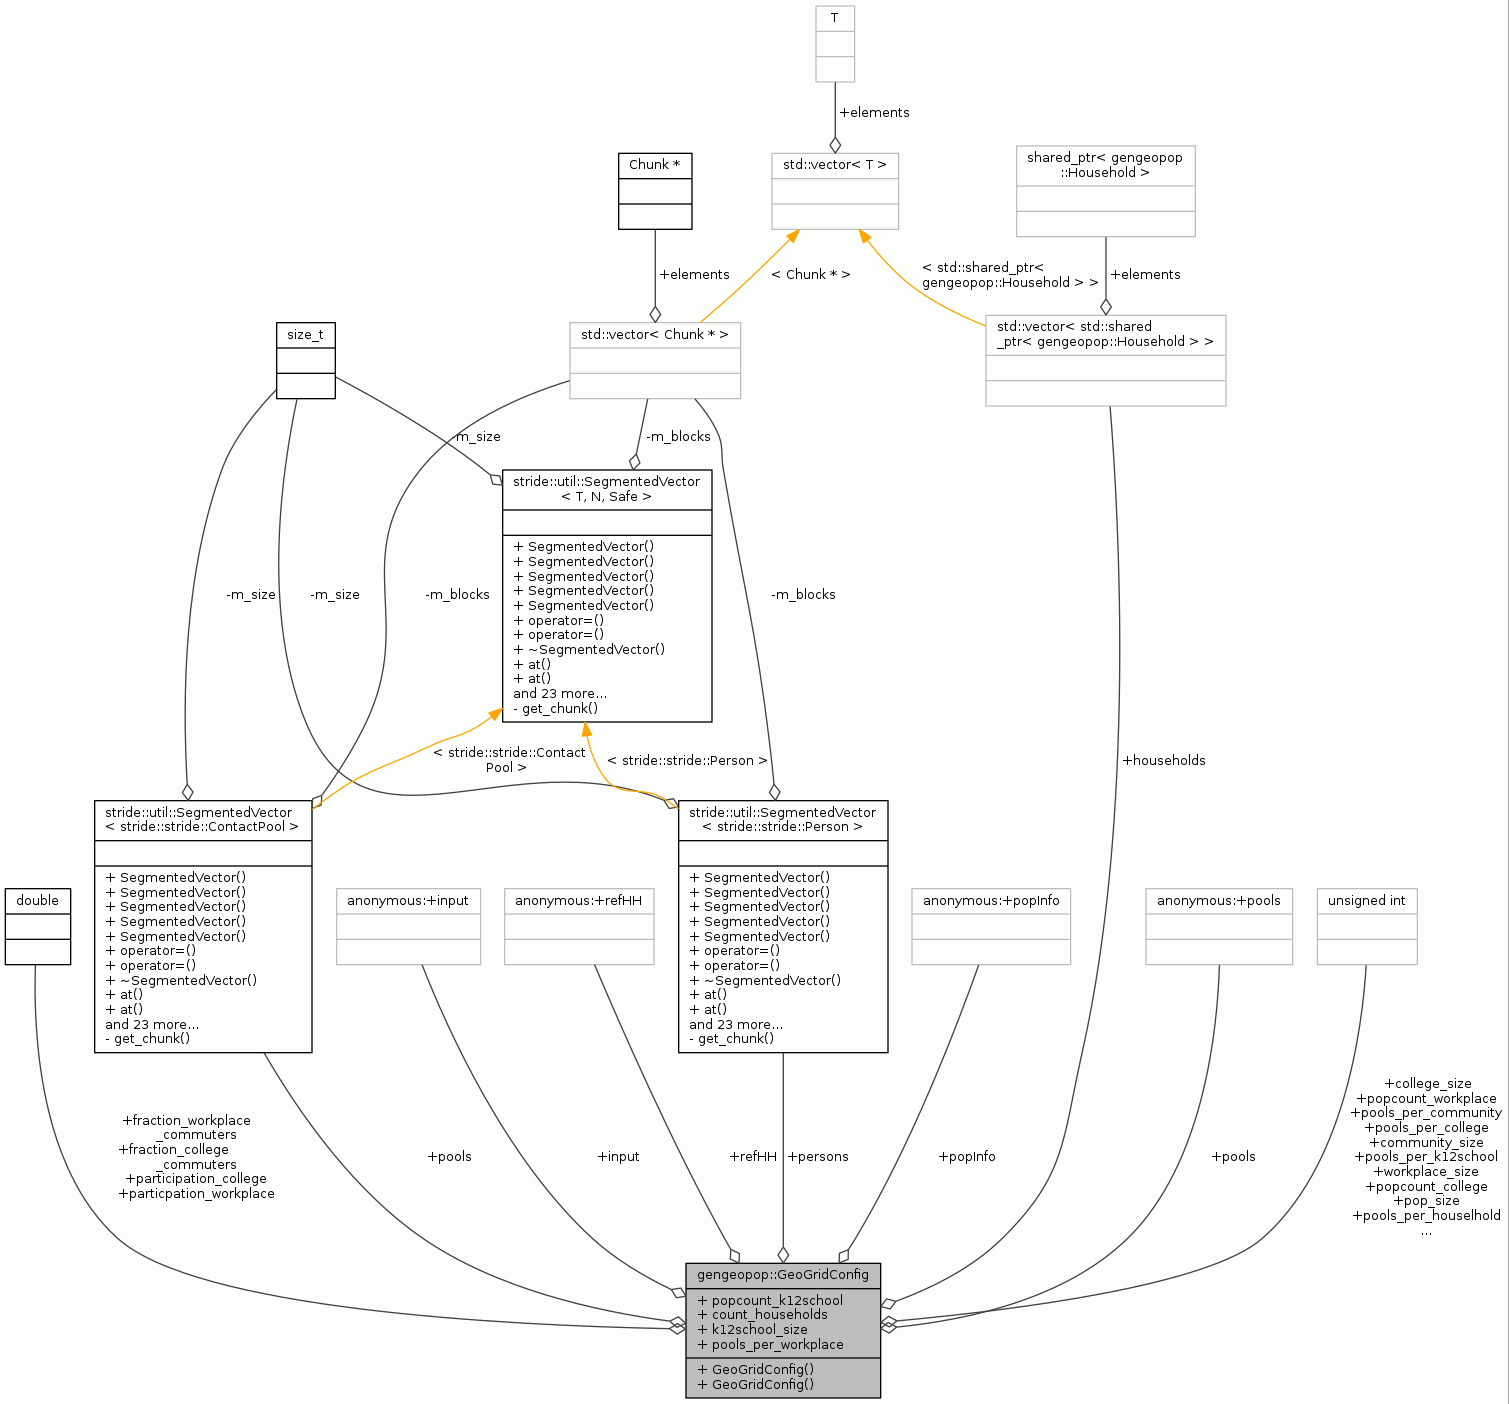 T
+elements
Chunk *
std::vector< T >
shared_ptr< gengeopop
::Household >
+elements
< Chunk * >
< std::shared_ptr<
gengeopop::Household > >
+elements
size_t
std::vector< Chunk * >
std::vector< std::shared
_ptr< gengeopop::Household > >
-m_size
-m_blocks
stride::util::SegmentedVector
< T, N, Safe >
+ SegmentedVector()
+ SegmentedVector()
+ SegmentedVector()
+ SegmentedVector()
+ SegmentedVector()
+ operator=()
+ operator=()
+ ~SegmentedVector()
+ at()
+ at()
and 23 more...
- get_chunk()
-m_size
-m_size
-m_blocks
-m_blocks
< stride::stride::Contact
Pool >
< stride::stride::Person >
+households
stride::util::SegmentedVector
< stride::stride::ContactPool >
+ SegmentedVector()
+ SegmentedVector()
+ SegmentedVector()
+ SegmentedVector()
+ SegmentedVector()
+ operator=()
+ operator=()
+ ~SegmentedVector()
+ at()
+ at()
and 23 more...
- get_chunk()
stride::util::SegmentedVector
< stride::stride::Person >
+ SegmentedVector()
+ SegmentedVector()
+ SegmentedVector()
+ SegmentedVector()
+ SegmentedVector()
+ operator=()
+ operator=()
+ ~SegmentedVector()
+ at()
+ at()
and 23 more...
- get_chunk()
double
anonymous:+input
anonymous:+refHH
anonymous:+popInfo
anonymous:+pools
unsigned int
+fraction_workplace
_commuters
+fraction_college
_commuters
+participation_college
+particpation_workplace
+pools
+input
+refHH
+persons
+popInfo
+pools
+college_size
+popcount_workplace
+pools_per_community
+pools_per_college
+community_size
+pools_per_k12school
+workplace_size
+popcount_college
+pop_size
+pools_per_houselhold
...
gengeopop::GeoGridConfig
+ popcount_k12school
+ count_households
+ k12school_size
+ pools_per_workplace
+ GeoGridConfig()
+ GeoGridConfig()